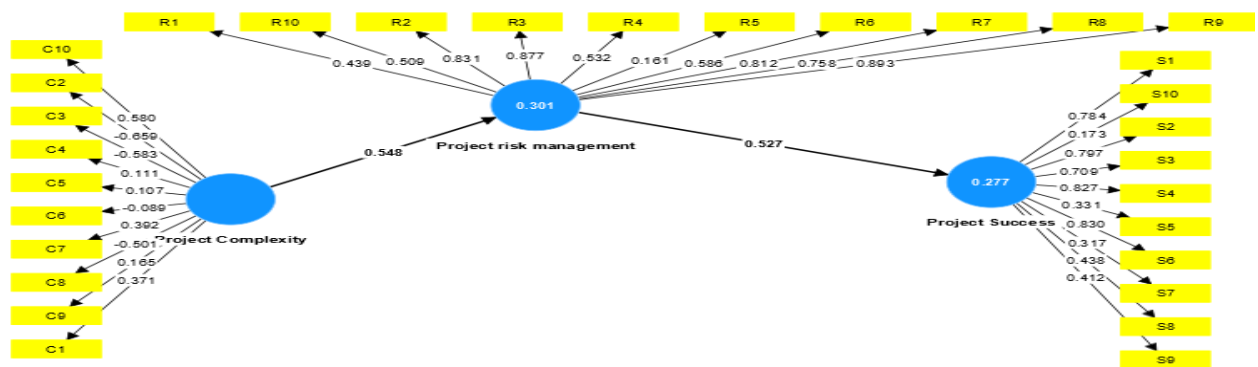 R1 R10 R2 R3 R4 R5 R6 R7 R8 R9
0.439 0.509 0.831 0.877 0.532 0.161 0.586 0.812 0.758 0.893
C10
C2
C3
C4
C5
C6
C7
C8
C9
C1
0.580
-0.659
-0.583
0.111
0.107
-0.089
0.392
-0.501
0.165
0.371
Project Complexity
0.548
0.301
Project risk management
0.527
0.277
Project Success
0.784
0.173
0.797
0.709
0.827
0.331
0.830
0.317
0.438
0.412
S1
S10
S2
S3
S4
S5
S6
S7
S8
S9